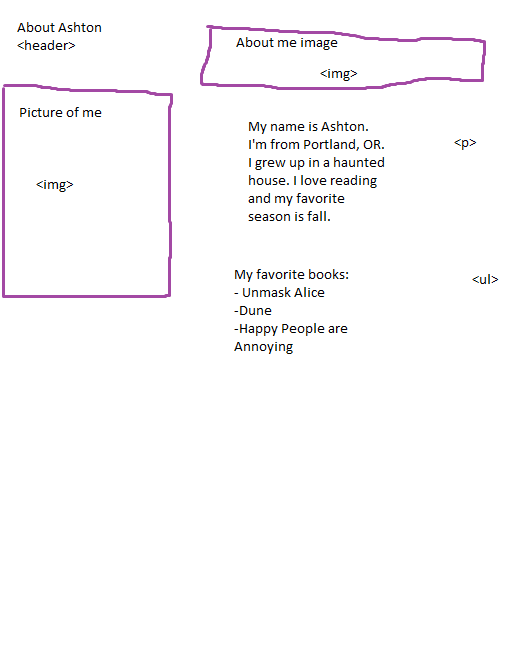 About Ashton
<header>
About me image
<img>
Picture of me
<img>
My name is Ashton.
I'm from Portland, OR.
I grew up in a haunted
house. I love reading
and my favorite
season is fall.
<p>
My favorite books:
- Unmask Alice
-Dune
-Happy People are
Annoying
<ul>